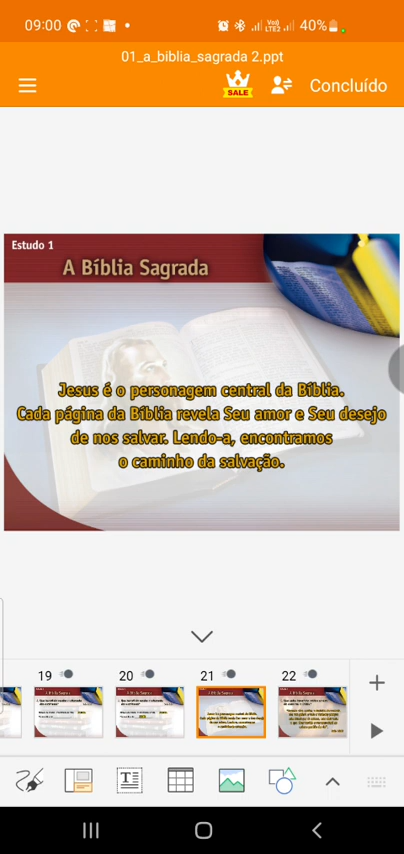 09:00
Voß LTE2
40%
01_a_biblia_sagrada 2.ppt
SALE
Concluído
Estudo 1
A Bíblia Sagrada
Jesus é o personagem central da Bíblia.
Cada página da Bíblia revela Seu amor e Seu desejo
de nos salvar. Lendo-a, encontramos
o caminho da salvação.
19
20
21
22
T